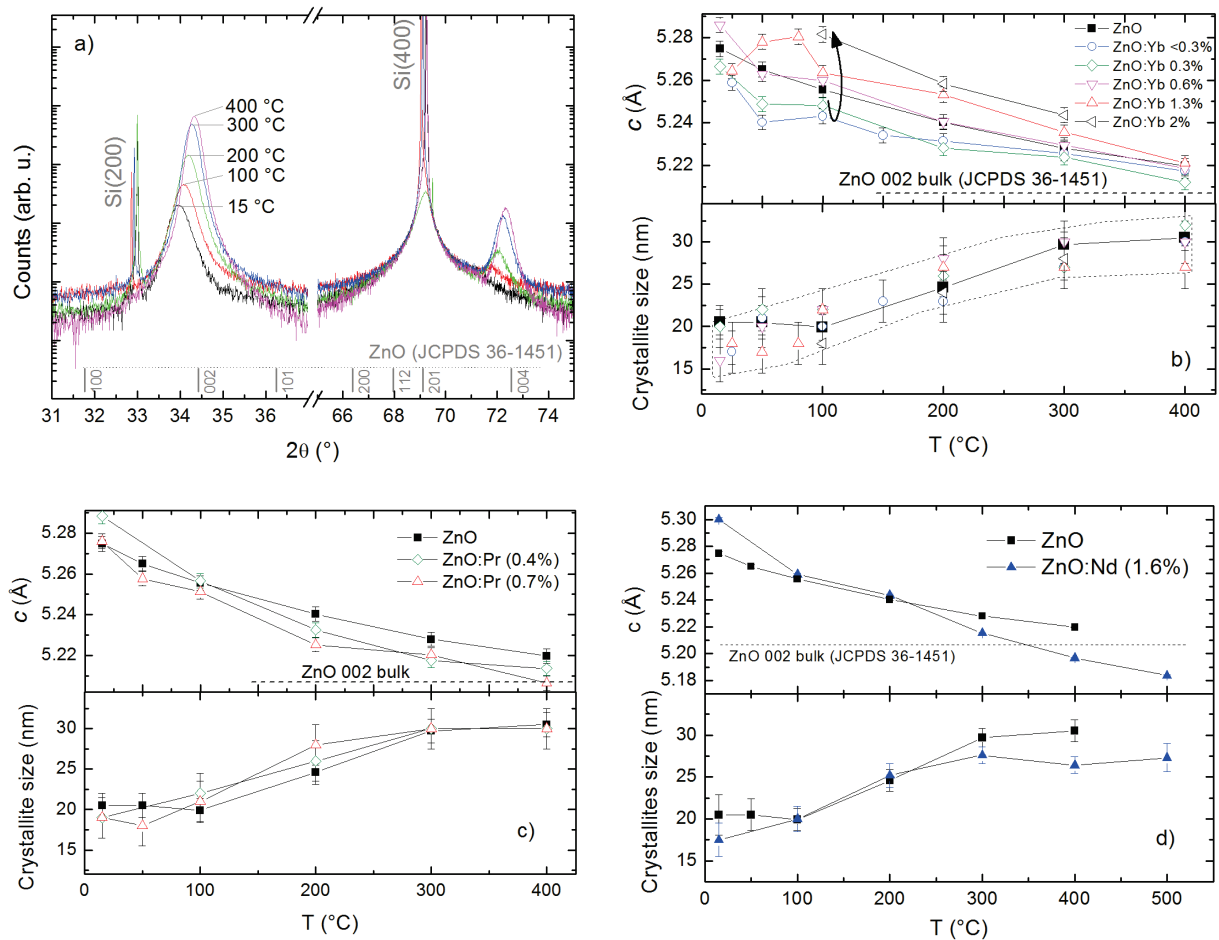 a)
Si(200)
Si(400)
400 °C
300 °C
200 °C
100 °C
15 °C
Counts (arb. u.)
ZnO (JCPDS 36-1451)
100
002
101
200
112
201
004
31 32 33 34 35 36 66 68 70 72 74
2θ (°)
5.28
5.26
5.24
5.22
c (Å)
ZnO
ZnO:Yb <0.3%
ZnO:Yb 0.3%
ZnO:Yb 0.6%
ZnO:Yb 1.3%
ZnO:Yb 2%
ZnO 002 bulk (JCPDS 36-1451)
30
25
20
15
Crystallite size (nm)
b)
0 100 200 300 400
T (°C)
5.28
5.26
5.24
5.22
c (Å)
ZnO
ZnO:Pr (0.4%)
ZnO:Pr (0.7%)
ZnO 002 bulk
30
25
20
15
Crystallite size (nm)
c)
0 50 100 150 200 250 300 350 400
T (°C)
5.30
5.28
5.26
5.24
5.22
5.20
5.18
c (Å)
ZnO
ZnO:Nd (1.6%)
ZnO 002 bulk (JCPDS 36-1451)
30
25
20
15
Crystallites size (nm)
d)
0 100 200 300 400 500
T (°C)